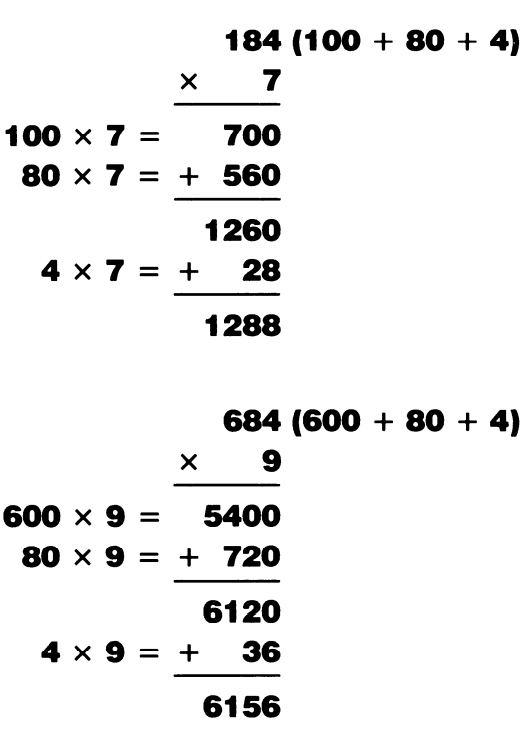 184 (100 + 80 + 4)
× 7
100 × 7 = 700
80 × 7 = + 560
1260
4 × 7 = + 28
1288
684 (600 + 80 + 4)
× 9
600 × 9 = 5400
80 × 9 = + 720
6120
4 × 9 = + 36
6156